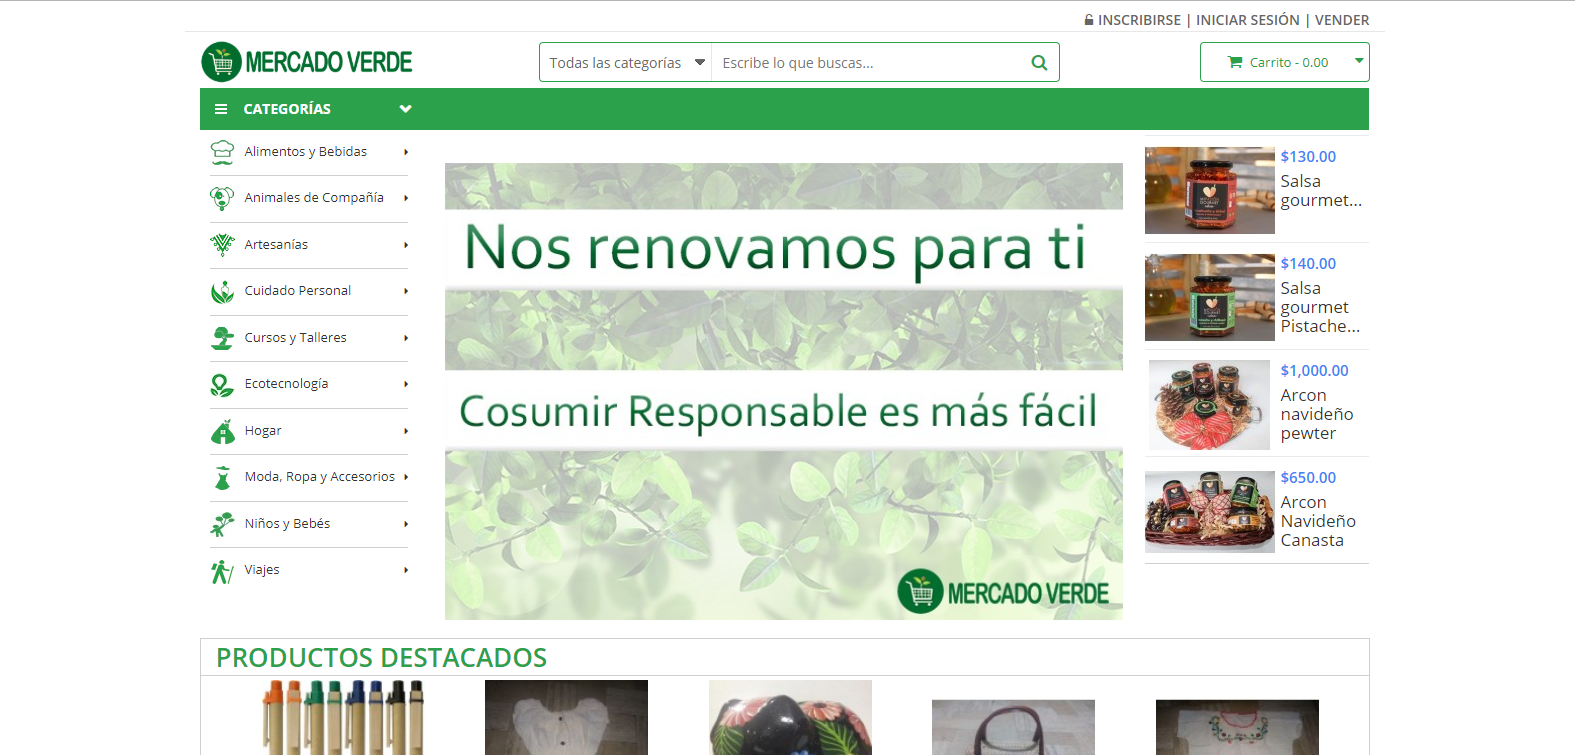 INSCRIBIRSE | INICIAR SESIÓN | VENDER
MERCADO VERDE
Todas las categorías
Escribe lo que buscas...
Carrito - 0.00
CATEGORÍAS
Alimentos y Bebidas
Animales de Compañía
Artesanías
Cuidado Personal
Cursos y Talleres
Ecotecnología
Hogar
Moda, Ropa y Accesorios
Niños y Bebés
Viajes
Nos renovamos para ti
Cosumir Responsable es más fácil
MERCADO VERDE
$130.00
Salsa
gourmet...
$140.00
Salsa
gourmet
Pistache...
$1,000.00
Arcon
navideño
pewter
$650.00
Arcon
Navideño
Canasta
PRODUCTOS DESTACADOS